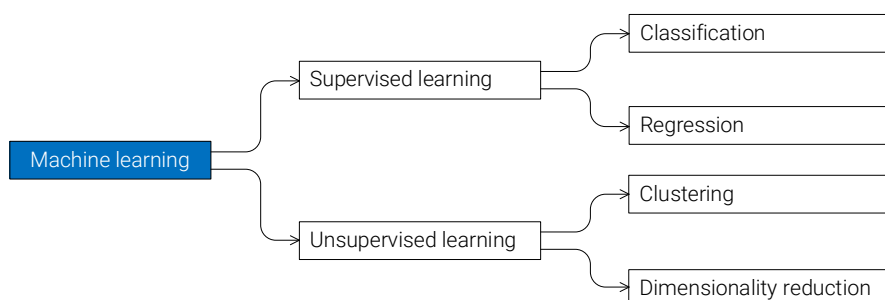 Classification
Supervised learning
Regression
Machine learning
Clustering
Unsupervised learning
Dimensionality reduction